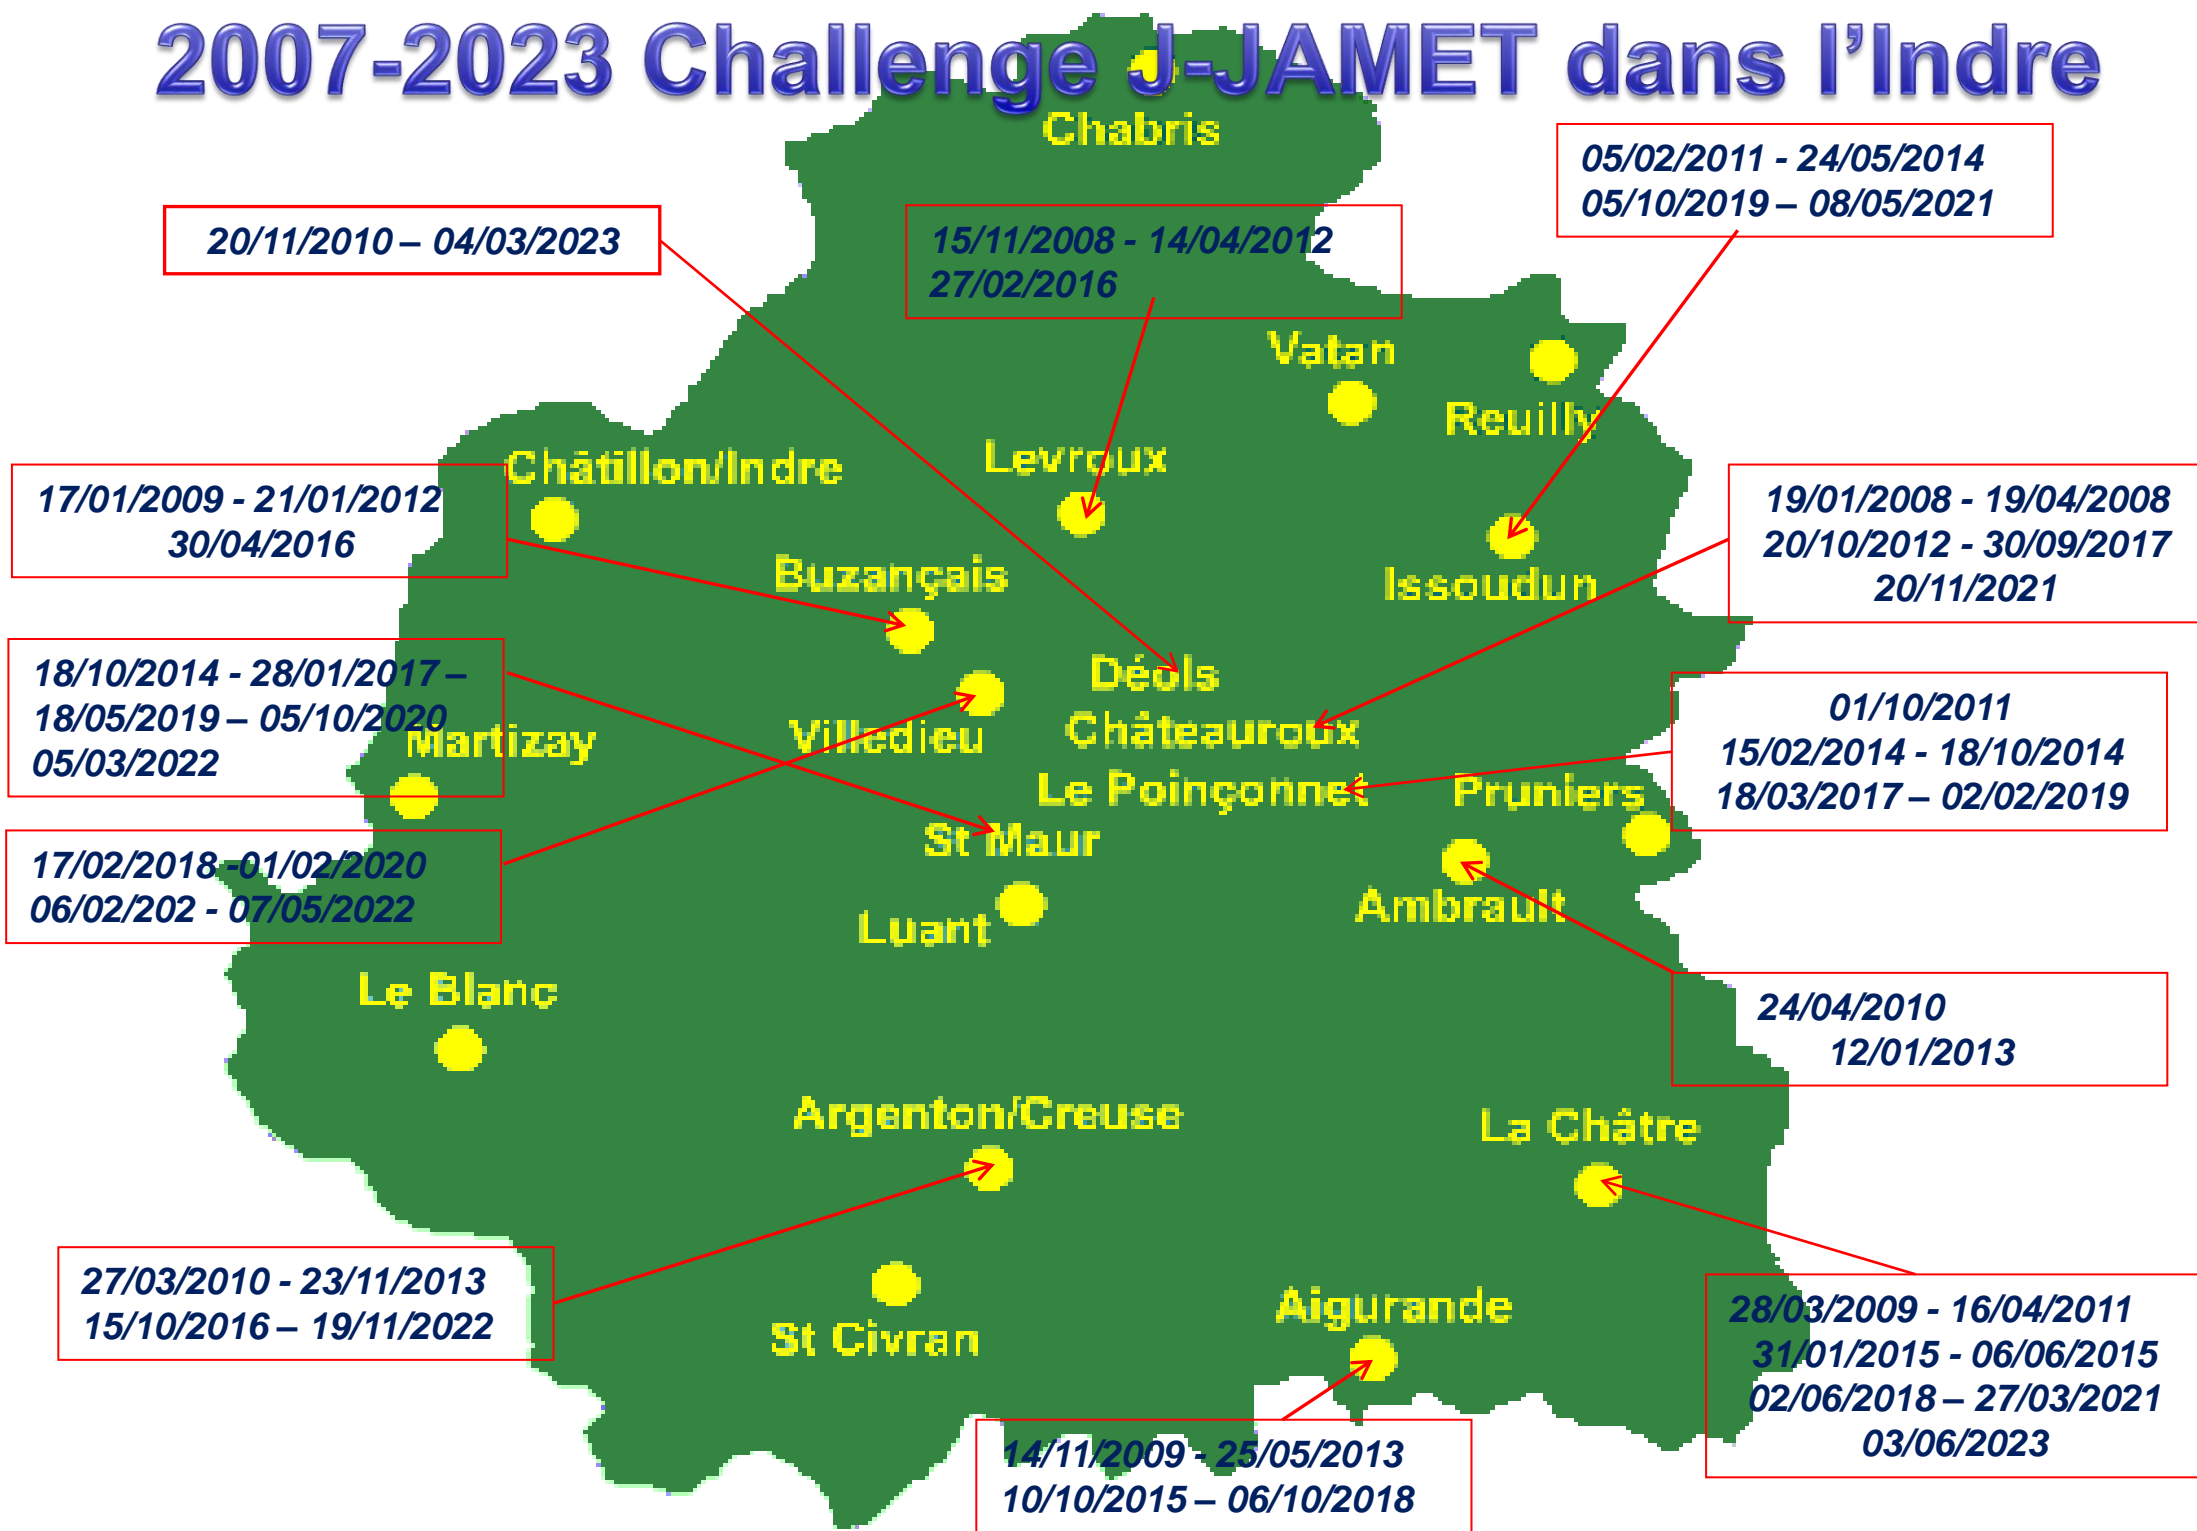 2007-2023 Challenge J-JAMET dans l'Indre
Chabris
05/02/2011 - 24/05/2014
05/10/2019 – 08/05/2021
20/11/2010 – 04/03/2023
15/11/2008 - 14/04/2012
27/02/2016
Vatan
Reuilly
Châtillon/Indre
Levroux
17/01/2009 - 21/01/2012
30/04/2016
19/01/2008 - 19/04/2008
20/10/2012 - 30/09/2017
20/11/2021
Buzançais
Issoudun
18/10/2014 - 28/01/2017 –
18/05/2019 – 05/10/2020
05/03/2022
Déols
Martizay
Villedieu
Châteauroux
01/10/2011
15/02/2014 - 18/10/2014
18/03/2017 – 02/02/2019
Le Poinçonnet
Pruniers
St Maur
17/02/2018 -01/02/2020
06/02/202 - 07/05/2022
Luant
Ambrault
Le Blanc
24/04/2010
12/01/2013
Argenton/Creuse
La Châtre
27/03/2010 - 23/11/2013
15/10/2016 – 19/11/2022
St Civran
Aigurande
28/03/2009 - 16/04/2011
31/01/2015 - 06/06/2015
02/06/2018 – 27/03/2021
03/06/2023
14/11/2009 - 25/05/2013
10/10/2015 – 06/10/2018